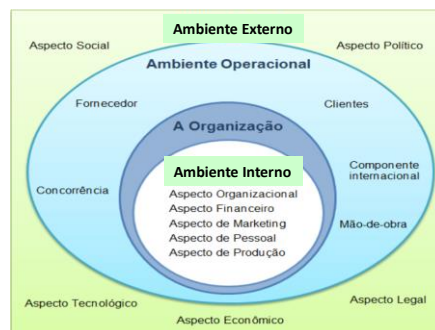 Ambiente Externo
Aspecto Social
Aspecto Político
Ambiente Operacional
Fornecedor
Clientes
A Organização
Ambiente Interno
Componente
internacional
Concorrência
Aspecto Organizacional
Aspecto Financeiro
Aspecto de Marketing
Aspecto de Pessoal
Aspecto de Produção
Mão-de-obra
Aspecto Tecnológico
Aspecto Legal
Aspecto Econômico